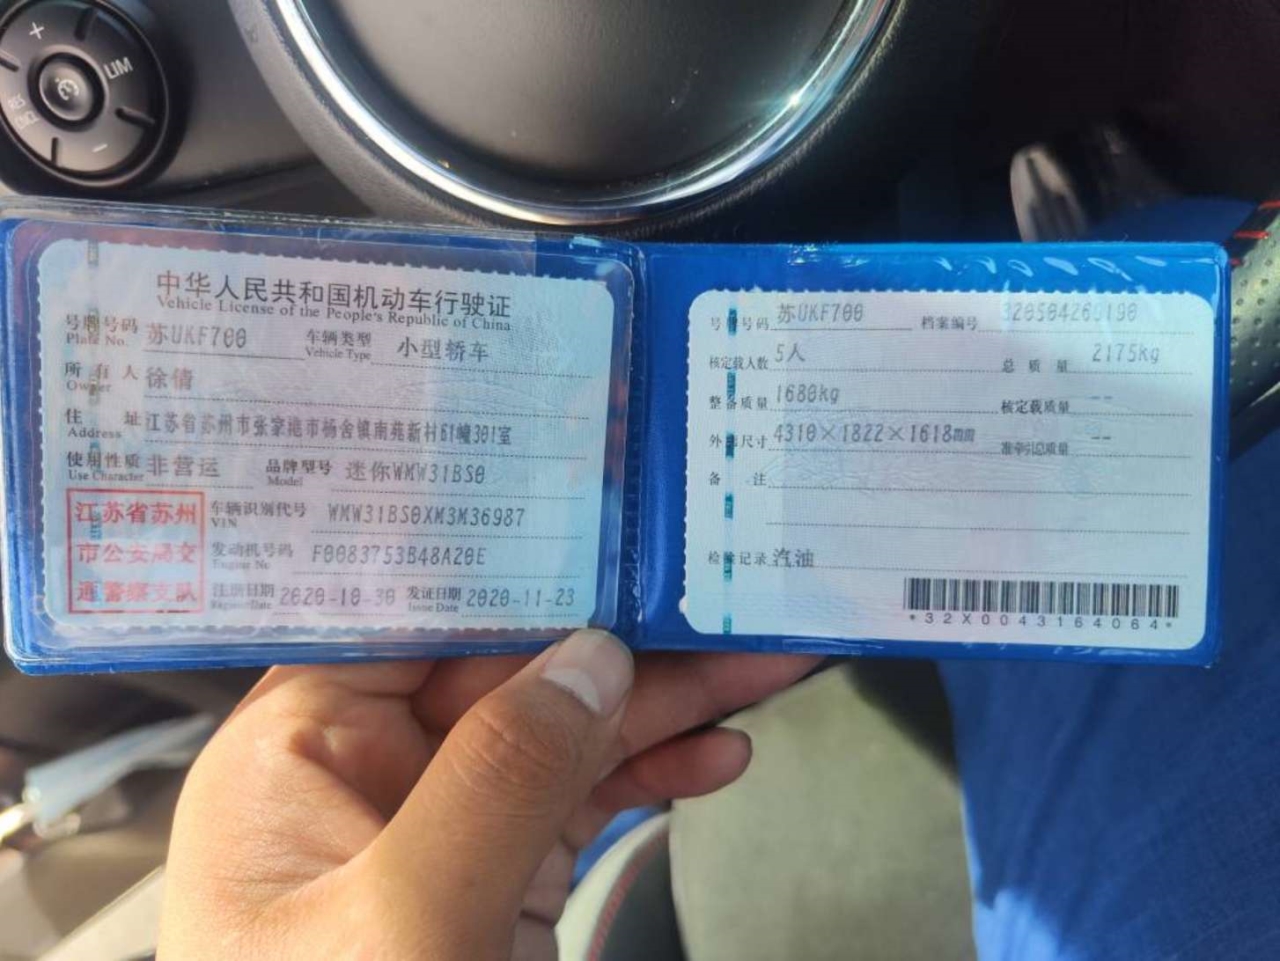 +
LIM
RES
CNCL
-
中华人民共和国机动车行驶证
Vehicle License of the People's Republic of China
号牌号码 苏UKF700 车辆类型 小型轿车
Plate No. Vehicle Type
所有人 徐倩
Owner
住址 江苏省苏州市张家港市杨舍镇南苑新村61幢301室
Address
使用性质 非营运 品牌型号 迷你WMW31BS0
Use Character Model
江苏省苏州
市公安局交
通警察支队
车辆识别代号 WMW31BS0XM3M36987
VIN
发动机号码 F0083753B48A20E
Engine No
注册日期 2020-10-30 发证日期 2020-11-23
Register Date Issue Date
号牌号码 苏UKF700 档案编号
核定载人数 5人 总质量 2175kg
整备质量 1680kg 核定载质量 --
外廓尺寸 4310×1822×1618mm 准牵引总质量 --
备注
检验记录 汽油
*32X0043164064*